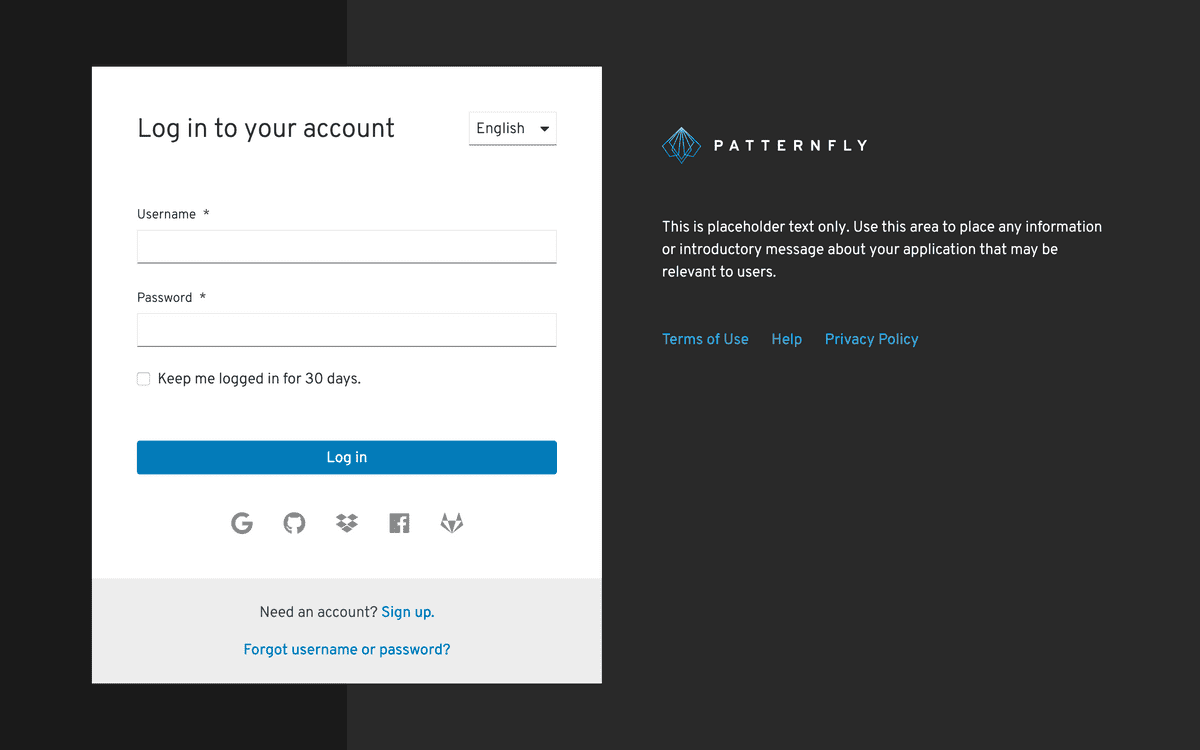 Log in to your account
English
Username *
Password *
Keep me logged in for 30 days.
Log in
Need an account? Sign up.
Forgot username or password?
PATTERNFLY
This is placeholder text only. Use this area to place any information
or introductory message about your application that may be
relevant to users.
Terms of Use Help Privacy Policy